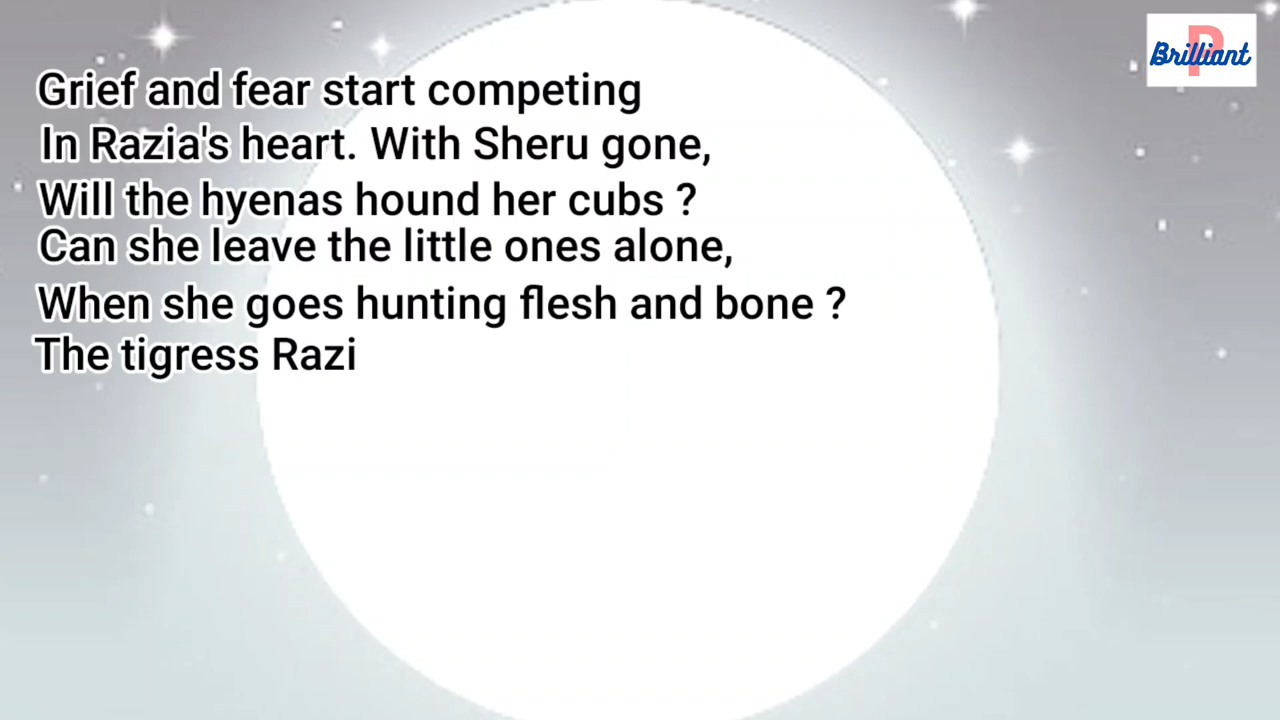 Brilliant
P
Grief and fear start competing
In Razia's heart. With Sheru gone,
Will the hyenas hound her cubs ?
Can she leave the little ones alone,
When she goes hunting flesh and bone ?
The tigress Razi